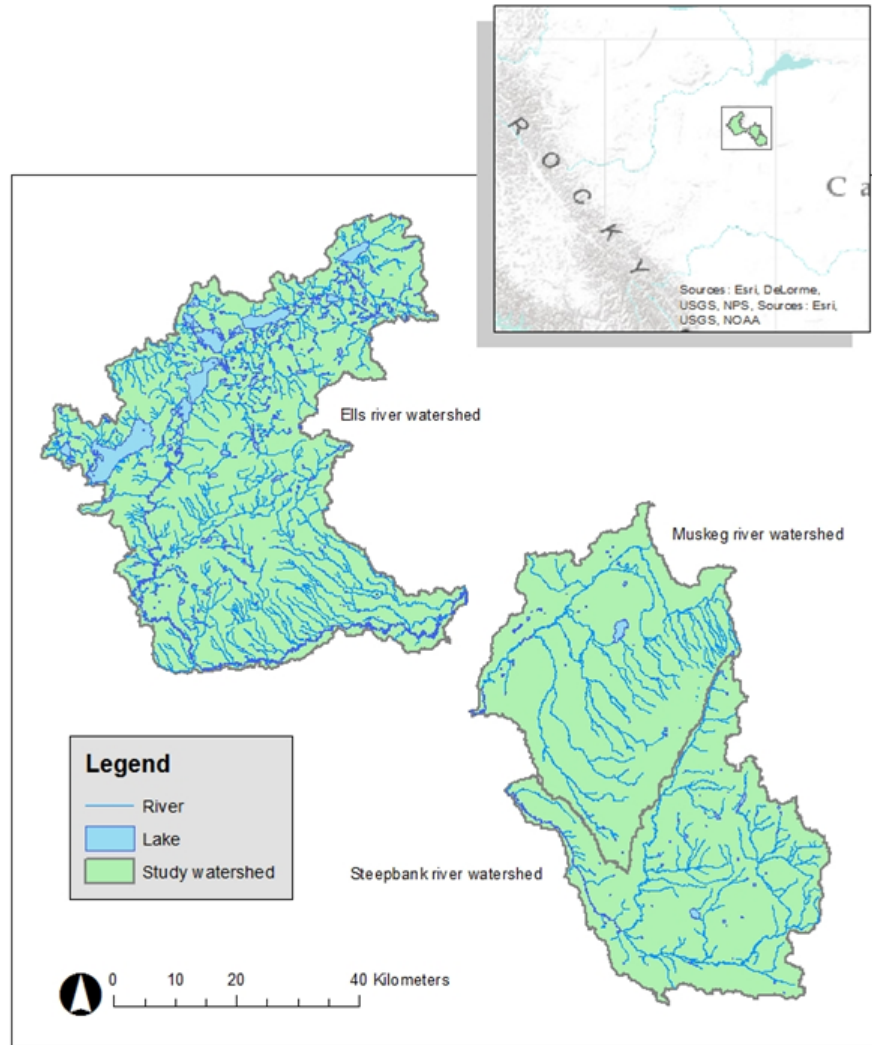 R O G K Y
C a
Sources: Esri, DeLorme,
USGS, NPS, Sources: Esri,
USGS, NOAA
Ells river watershed
Muskeg river watershed
Legend
River
Lake
Study watershed
Steepbank river watershed
0 10 20 40 Kilometers